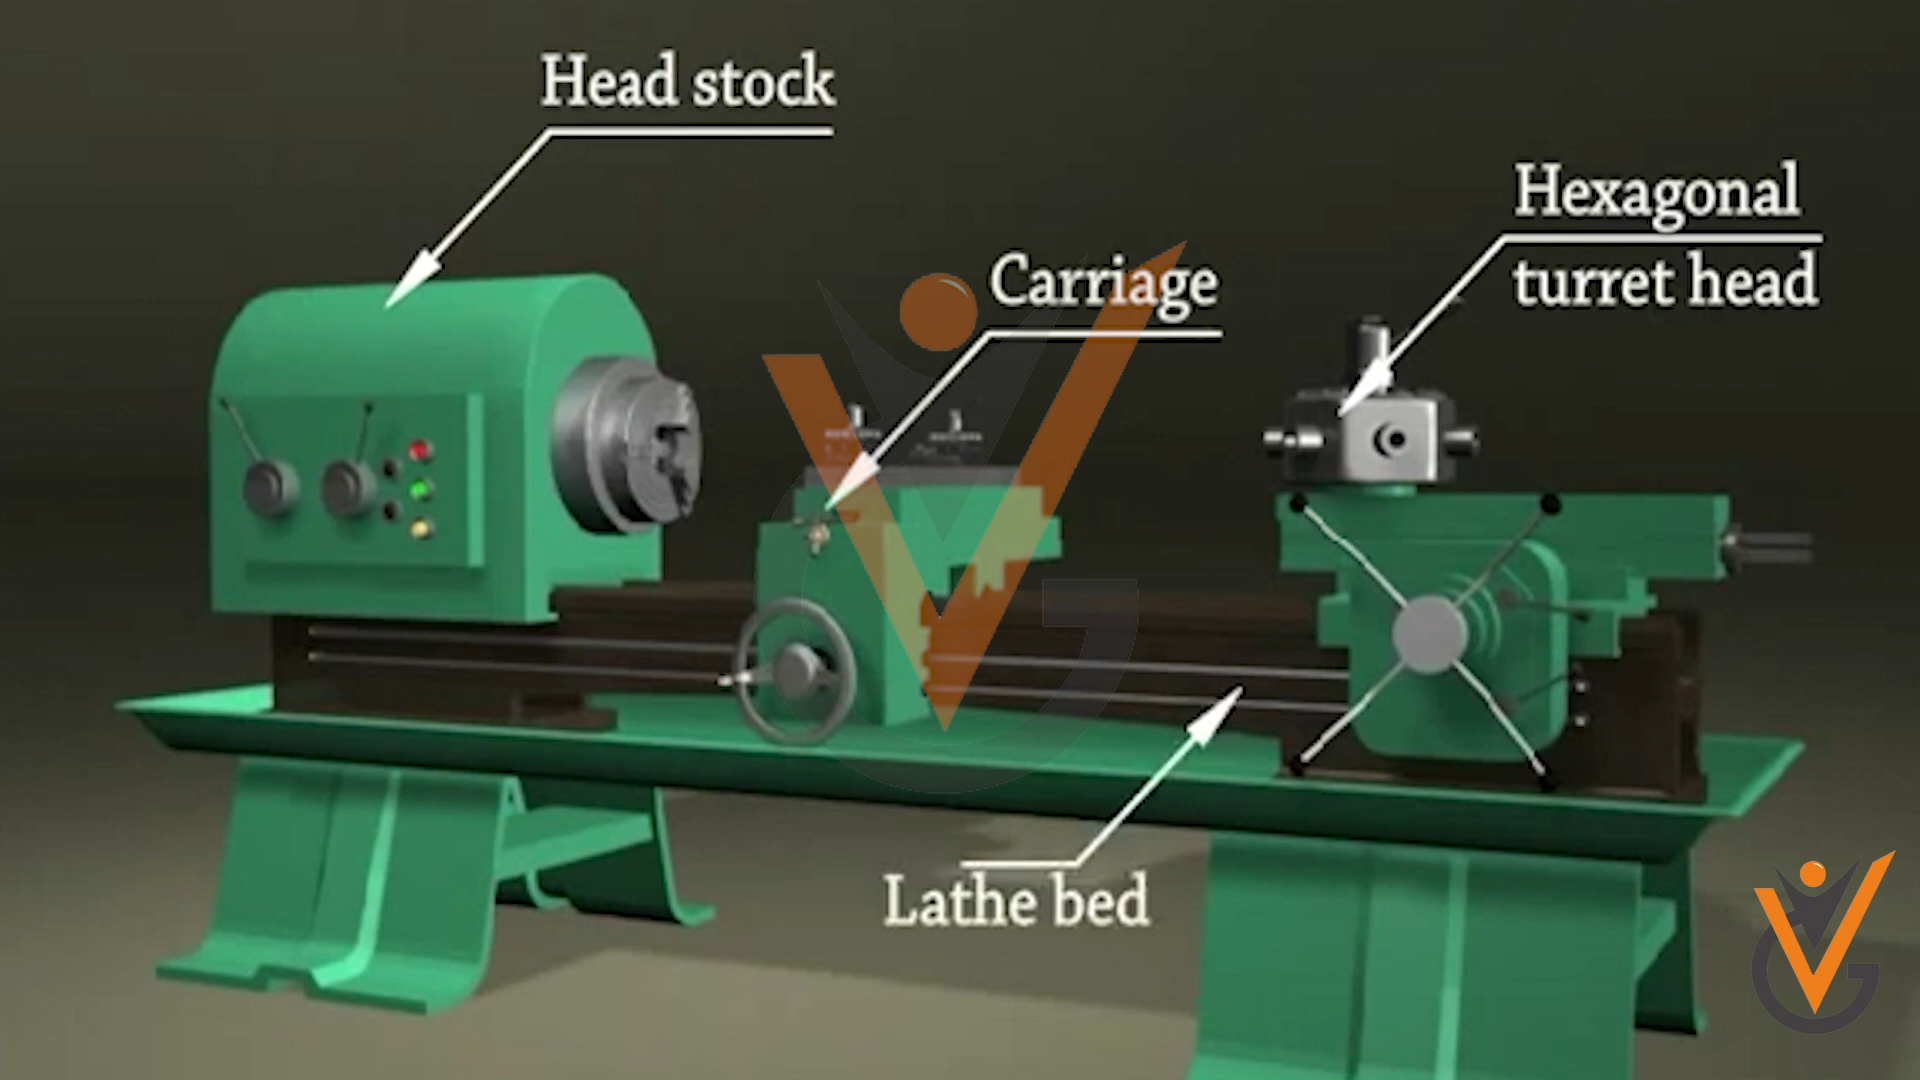 Head stock
Hexagonal
turret head
Carriage
Lathe bed